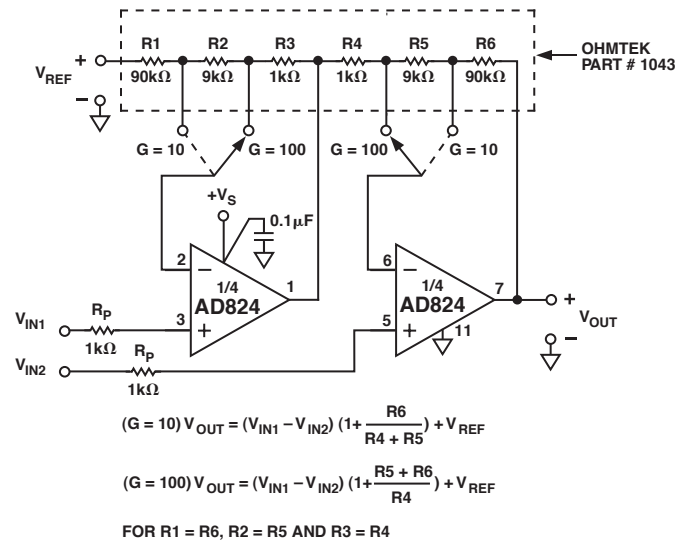 R1 R2 R3 R4 R5 R6
OHMTEK
PART # 1043
+
V_REF
90kΩ 9kΩ 1kΩ 1kΩ 9kΩ 90kΩ
–
G = 10 G = 100 G = 100 G = 10
+V_S
0.1µF
2 – 6 –
1/4 1 1/4 7
AD824 AD824
+
V_OUT
–
V_IN1 R_P 3 + 5 + 11
1kΩ
V_IN2 R_P
1kΩ
(G = 10) V_OUT = (V_IN1 – V_IN2) (1+ R6 / (R4 + R5) ) + V_REF
(G = 100) V_OUT = (V_IN1 – V_IN2) (1+ (R5 + R6) / R4 ) + V_REF
FOR R1 = R6, R2 = R5 AND R3 = R4